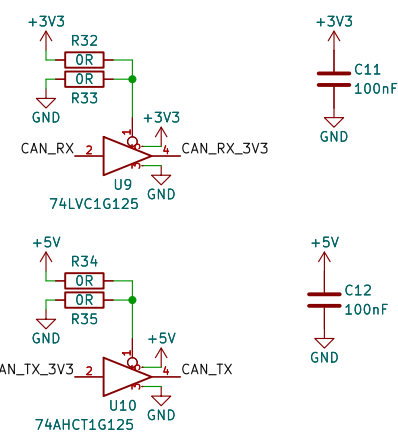 +3V3
R32
0R
0R
R33
GND
+3V3
1
CAN_RX
2
4
CAN_RX_3V3
5
3
GND
U9
74LVC1G125
+3V3
C11
100nF
GND
+5V
R34
0R
0R
R35
GND
+5V
1
AN_TX_3V3
2
4
CAN_TX
5
3
GND
U10
74AHCT1G125
+5V
C12
100nF
GND